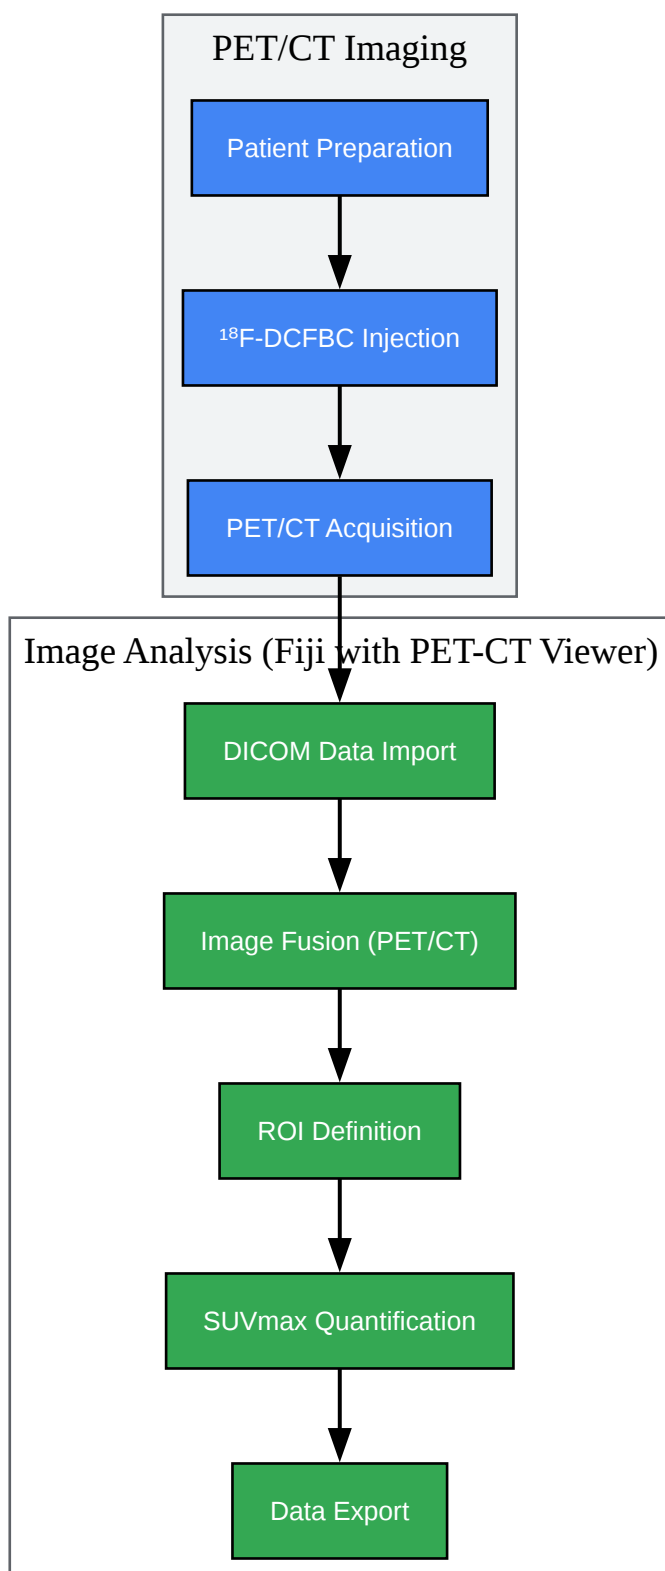 PET/CT Imaging
Patient Preparation
¹⁸F-DCFBC Injection
PET/CT Acquisition
Image Analysis (Fiji with PET-CT Viewer)
DICOM Data Import
Image Fusion (PET/CT)
ROI Definition
SUVmax Quantification
Data Export